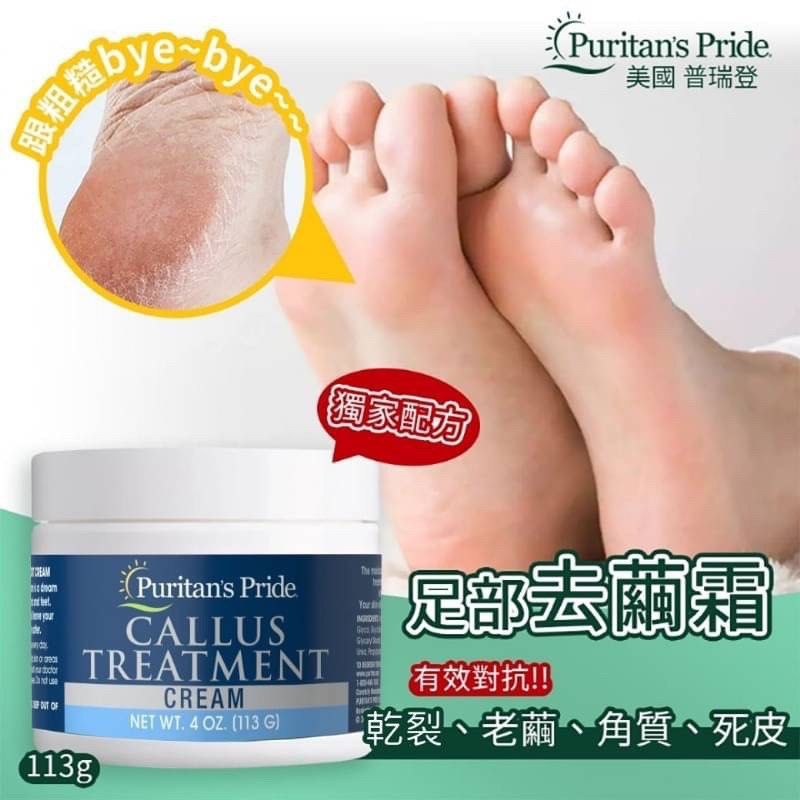 跟粗糙bye~bye~~
Puritan's Pride
美國 普瑞登
獨家配方
Puritan's Pride
CALLUS
TREATMENT
CREAM
NET WT. 4 OZ. (113 G)
113g
足部去繭霜
有效對抗!!
乾裂、老繭、角質、死皮